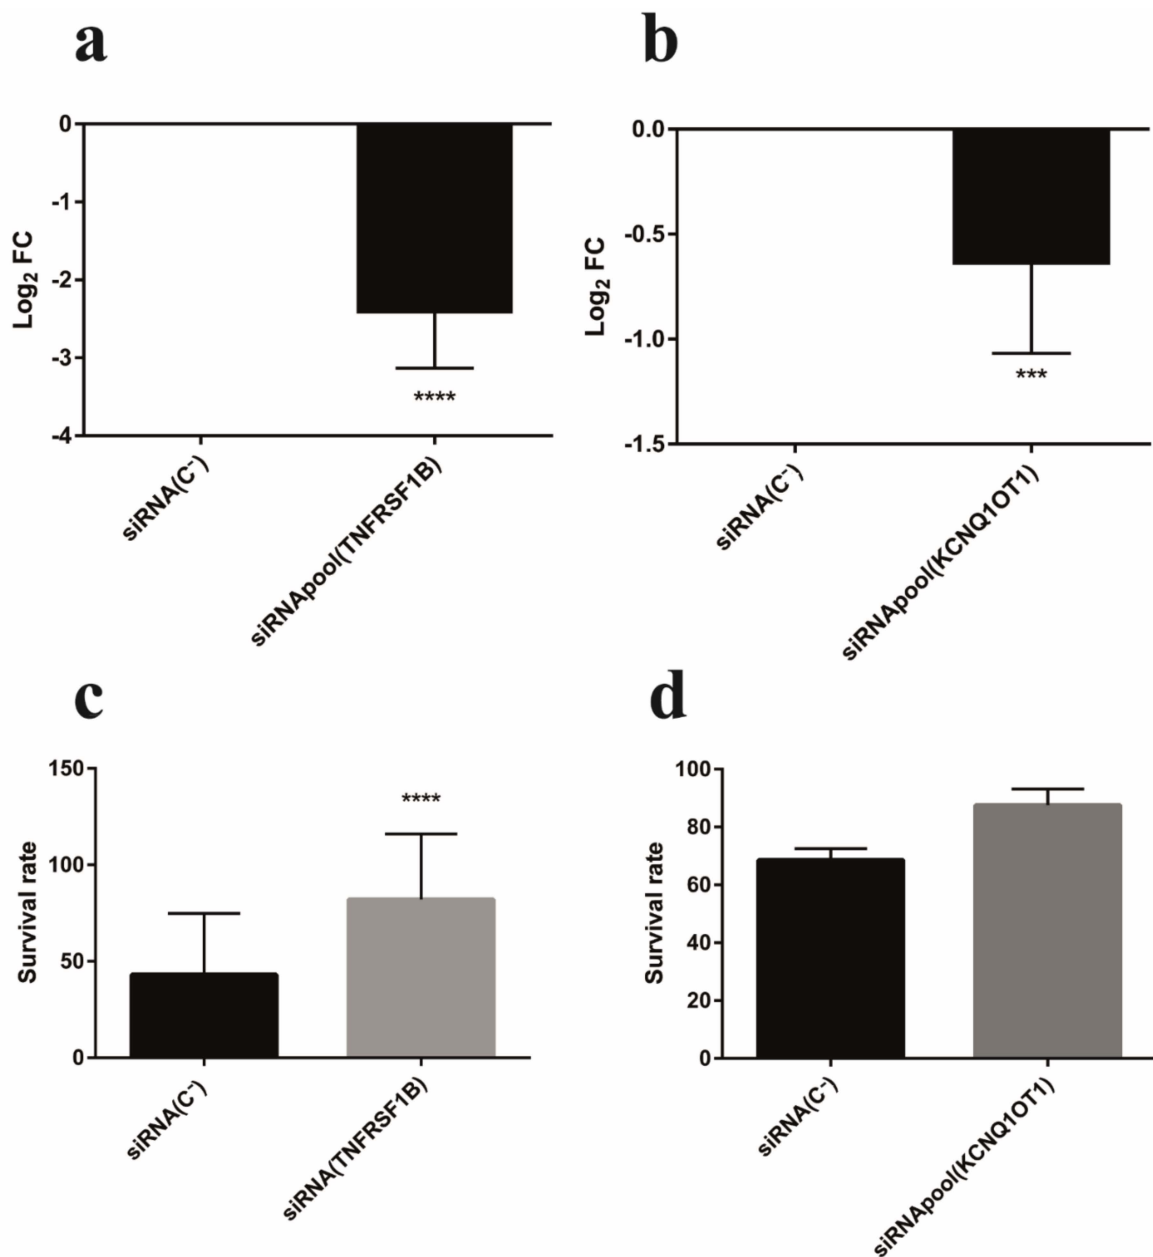 a
0
-1
-2
-3
-4
Log₂ FC
****
siRNA(C⁻)
siRNApool(TNFRSF1B)
b
0.0
-0.5
-1.0
-1.5
Log₂ FC
***
siRNA(C⁻)
siRNApool(KCNQ1OT1)
c
150
100
50
0
Survival rate
****
siRNA(C⁻)
siRNA(TNFRSF1B)
d
100
80
60
40
20
0
Survival rate
siRNA(C⁻)
siRNApool(KCNQ1OT1)